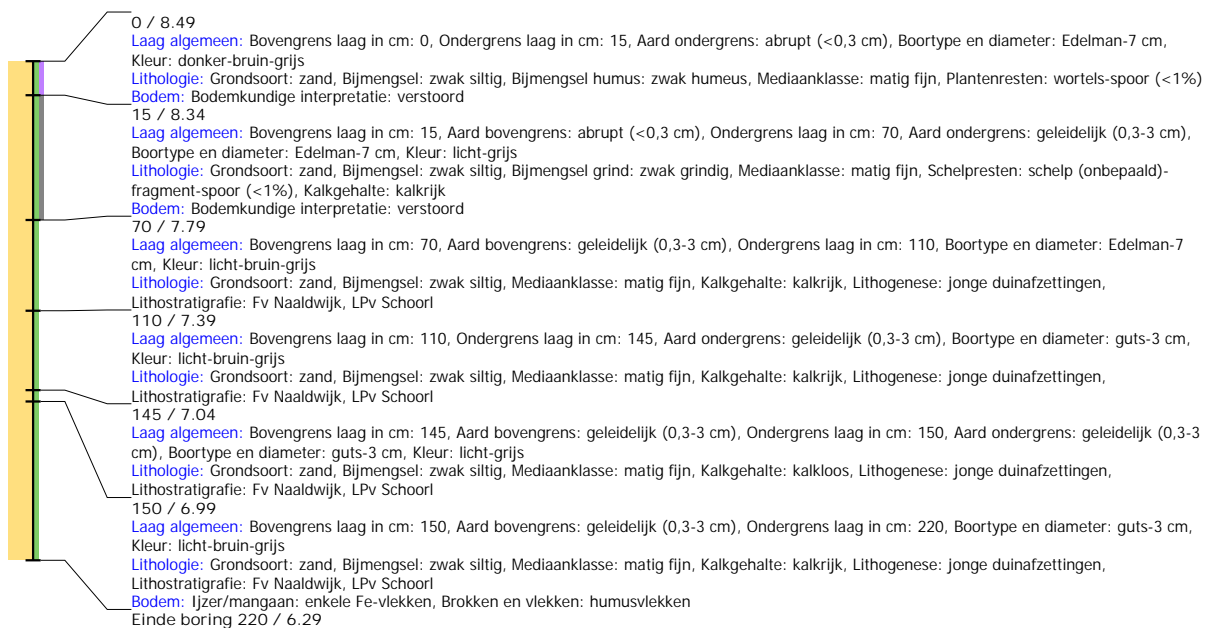 0 / 8.49
Laag algemeen: Bovengrens laag in cm: 0, Ondergrens laag in cm: 15, Aard ondergrens: abrupt (<0,3 cm), Boortype en diameter: Edelman-7 cm,
Kleur: donker-bruin-grijs
Lithologie: Grondsoort: zand, Bijmengsel: zwak siltig, Bijmengsel humus: zwak humeus, Mediaanklasse: matig fijn, Plantenresten: wortels-spoor (<1%)
Bodem: Bodemkundige interpretatie: verstoord
15 / 8.34
Laag algemeen: Bovengrens laag in cm: 15, Aard bovengrens: abrupt (<0,3 cm), Ondergrens laag in cm: 70, Aard ondergrens: geleidelijk (0,3-3 cm),
Boortype en diameter: Edelman-7 cm, Kleur: licht-grijs
Lithologie: Grondsoort: zand, Bijmengsel: zwak siltig, Bijmengsel grind: zwak grindig, Mediaanklasse: matig fijn, Schelpresten: schelp (onbepaald)-
fragment-spoor (<1%), Kalkgehalte: kalkrijk
Bodem: Bodemkundige interpretatie: verstoord
70 / 7.79
Laag algemeen: Bovengrens laag in cm: 70, Aard bovengrens: geleidelijk (0,3-3 cm), Ondergrens laag in cm: 110, Boortype en diameter: Edelman-7
cm, Kleur: licht-bruin-grijs
Lithologie: Grondsoort: zand, Bijmengsel: zwak siltig, Mediaanklasse: matig fijn, Kalkgehalte: kalkrijk, Lithogenese: jonge duinafzettingen,
Lithostratigrafie: Fv Naaldwijk, LPv Schoorl
110 / 7.39
Laag algemeen: Bovengrens laag in cm: 110, Ondergrens laag in cm: 145, Aard ondergrens: geleidelijk (0,3-3 cm), Boortype en diameter: guts-3 cm,
Kleur: licht-bruin-grijs
Lithologie: Grondsoort: zand, Bijmengsel: zwak siltig, Mediaanklasse: matig fijn, Kalkgehalte: kalkrijk, Lithogenese: jonge duinafzettingen,
Lithostratigrafie: Fv Naaldwijk, LPv Schoorl
145 / 7.04
Laag algemeen: Bovengrens laag in cm: 145, Aard bovengrens: geleidelijk (0,3-3 cm), Ondergrens laag in cm: 150, Aard ondergrens: geleidelijk (0,3-3
cm), Boortype en diameter: guts-3 cm, Kleur: licht-grijs
Lithologie: Grondsoort: zand, Bijmengsel: zwak siltig, Mediaanklasse: matig fijn, Kalkgehalte: kalkloos, Lithogenese: jonge duinafzettingen,
Lithostratigrafie: Fv Naaldwijk, LPv Schoorl
150 / 6.99
Laag algemeen: Bovengrens laag in cm: 150, Aard bovengrens: geleidelijk (0,3-3 cm), Ondergrens laag in cm: 220, Boortype en diameter: guts-3 cm,
Kleur: licht-bruin-grijs
Lithologie: Grondsoort: zand, Bijmengsel: zwak siltig, Mediaanklasse: matig fijn, Kalkgehalte: kalkrijk, Lithogenese: jonge duinafzettingen,
Lithostratigrafie: Fv Naaldwijk, LPv Schoorl
Bodem: Ijzer/mangaan: enkele Fe-vlekken, Brokken en vlekken: humusvlekken
Einde boring 220 / 6.29